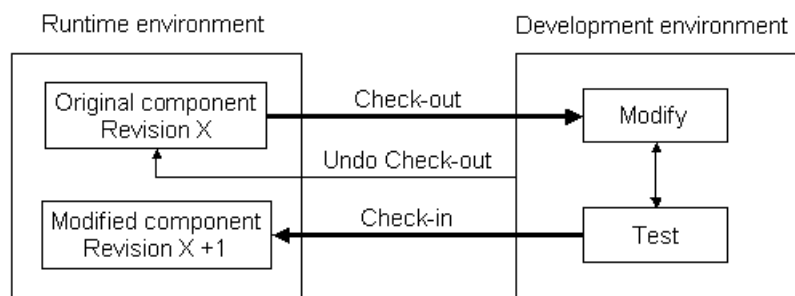 Runtime environment
Development environment
Original component
Revision X
Check-out
Modify
Undo Check-out
Modified component
Revision X +1
Check-in
Test